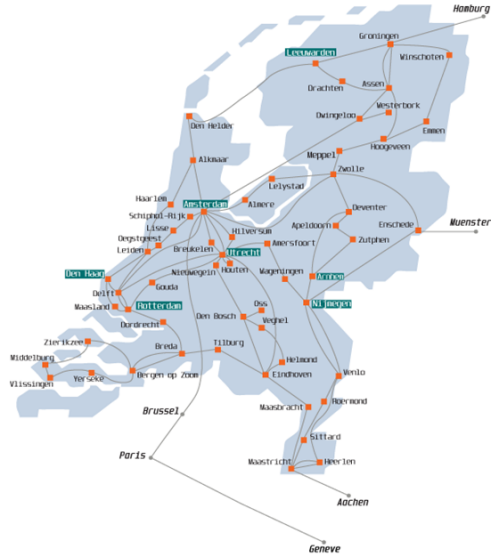 Hamburg
Groningen
Leeuwarden
Winschoten
Drachten
Assen
Westerbork
Dwingeloo
Den Helder
Emmen
Hoogeveen
Meppel
Alkmaar
Zwolle
Lelystad
Haarlem
Amsterdam
Almere
Schiphol-Rijk
Deventer
Lisse
Apeldoorn
Enschede
Muenster
Hilversum
Oegstgeest
Amersfoort
Zutphen
Leiden
Breukelen
Utrecht
Nieuwegein
Houten
Wageningen
Arnhem
Den Haag
Gouda
Delft
Maasland
Rotterdam
Oss
Nijmegen
Den Bosch
Veghel
Dordrecht
Zierikzee
Breda
Tilburg
Middelburg
Helmond
Vlissingen
Yerseke
Bergen op Zoom
Eindhoven
Venlo
Brussel
Maasbracht
Roermond
Sittard
Paris
Maastricht
Heerlen
Aachen
Geneve